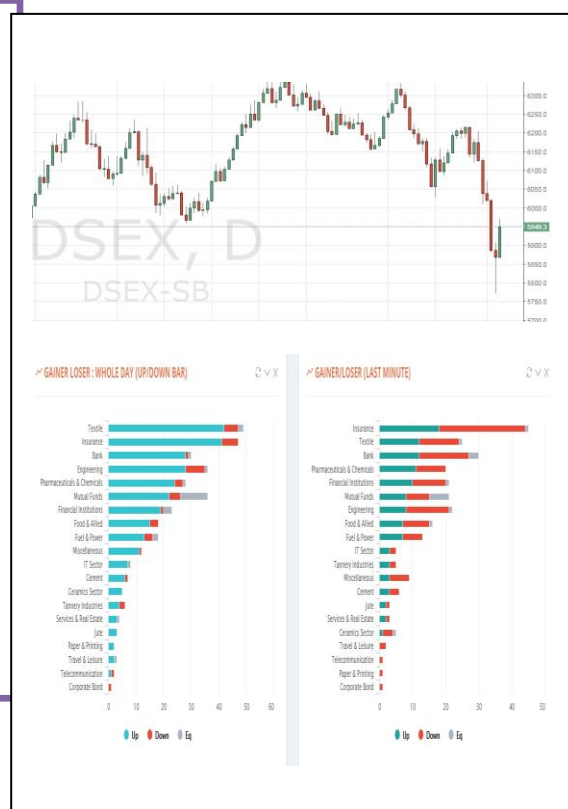 6300.0
6250.0
6200.0
6150.0
6100.0
6050.0
6000.0
5949.3
5900.0
5850.0
5800.0
5750.0
5700.0
DSEX, D
DSEX-SB
GAINER LOSER : WHOLE DAY (UP/DOWN BAR)
Textile
Insurance
Bank
Engineering
Pharmaceuticals & Chemicals
Mutual Funds
Financial Institutions
Food & Allied
Fuel & Power
Miscellaneous
IT Sector
Cement
Ceramics Sector
Tannery Industries
Services & Real Estate
Jute
Paper & Printing
Travel & Leisure
Telecommunication
Corporate Bond
0 10 20 30 40 50 60
Up Down Eq
GAINER/LOSER (LAST MINUTE)
Insurance
Textile
Bank
Pharmaceuticals & Chemicals
Financial Institutions
Mutual Funds
Engineering
Food & Allied
Fuel & Power
IT Sector
Tannery Industries
Miscellaneous
Cement
Jute
Services & Real Estate
Ceramics Sector
Travel & Leisure
Telecommunication
Paper & Printing
Corporate Bond
0 10 20 30 40 50
Up Down Eq